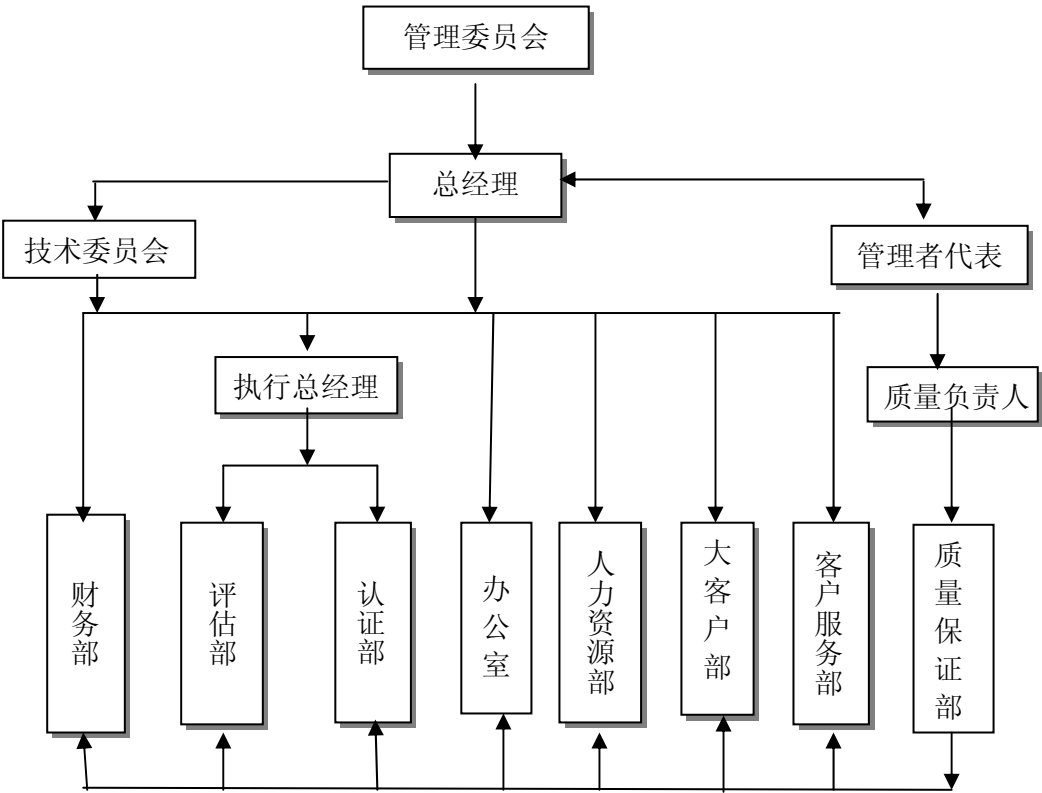 管理委员会
总经理
技术委员会
管理者代表
执行总经理
质量负责人
财务部
评估部
认证部
办公室
人力资源部
大客户部
客户服务部
质量保证部